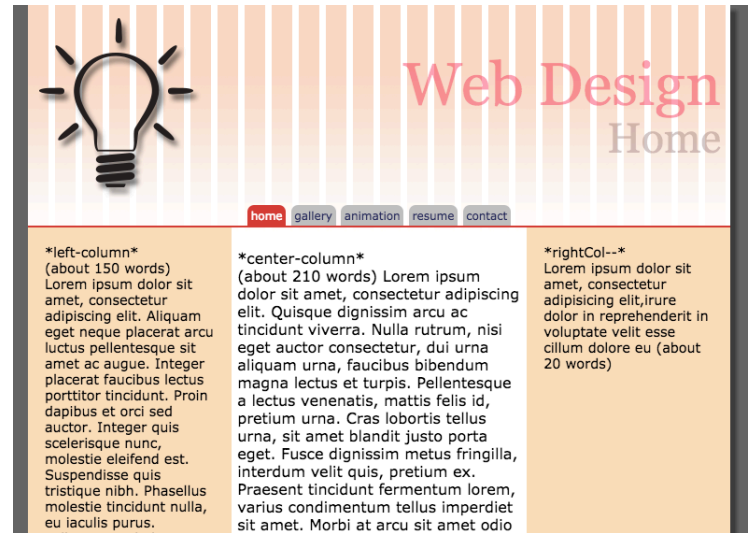 Web Design
Home
home gallery animation resume contact
*left-column*
(about 150 words)
Lorem ipsum dolor sit
amet, consectetur
adipiscing elit. Aliquam
eget neque placerat arcu
luctus pellentesque sit
amet ac augue. Integer
placerat faucibus lectus
porttitor tincidunt. Proin
dapibus et orci sed
auctor. Integer quis
scelerisque nunc,
molestie eleifend est.
Suspendisse quis
tristique nibh. Phasellus
molestie tincidunt nulla,
eu iaculis purus.
*center-column*
(about 210 words) Lorem ipsum
dolor sit amet, consectetur adipiscing
elit. Quisque dignissim arcu ac
tincidunt viverra. Nulla rutrum, nisi
eget auctor consectetur, dui urna
aliquam urna, faucibus bibendum
magna lectus et turpis. Pellentesque
a lectus venenatis, mattis felis id,
pretium urna. Cras lobortis tellus
urna, sit amet blandit justo porta
eget. Fusce dignissim metus fringilla,
interdum velit quis, pretium ex.
Praesent tincidunt fermentum lorem,
varius condimentum tellus imperdiet
sit amet. Morbi at arcu sit amet odio
*rightCol--*
Lorem ipsum dolor sit
amet, consectetur
adipisicing elit,irure
dolor in reprehenderit in
voluptate velit esse
cillum dolore eu (about
20 words)